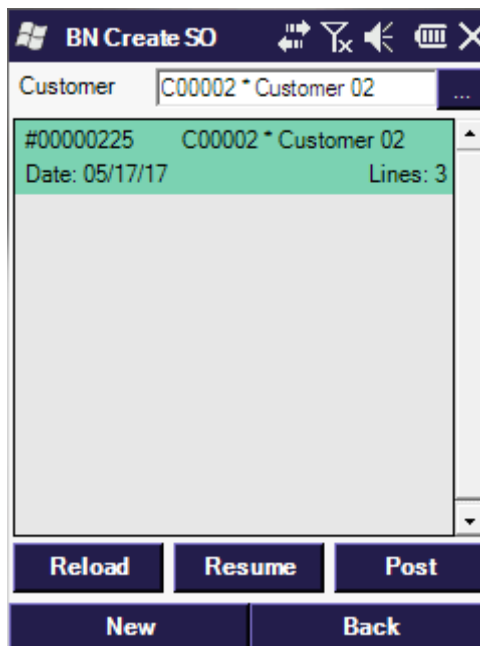 BN Create SO
Customer C00002 * Customer 02 ...
#00000225 C00002 * Customer 02
Date: 05/17/17 Lines: 3
Reload Resume Post
New Back